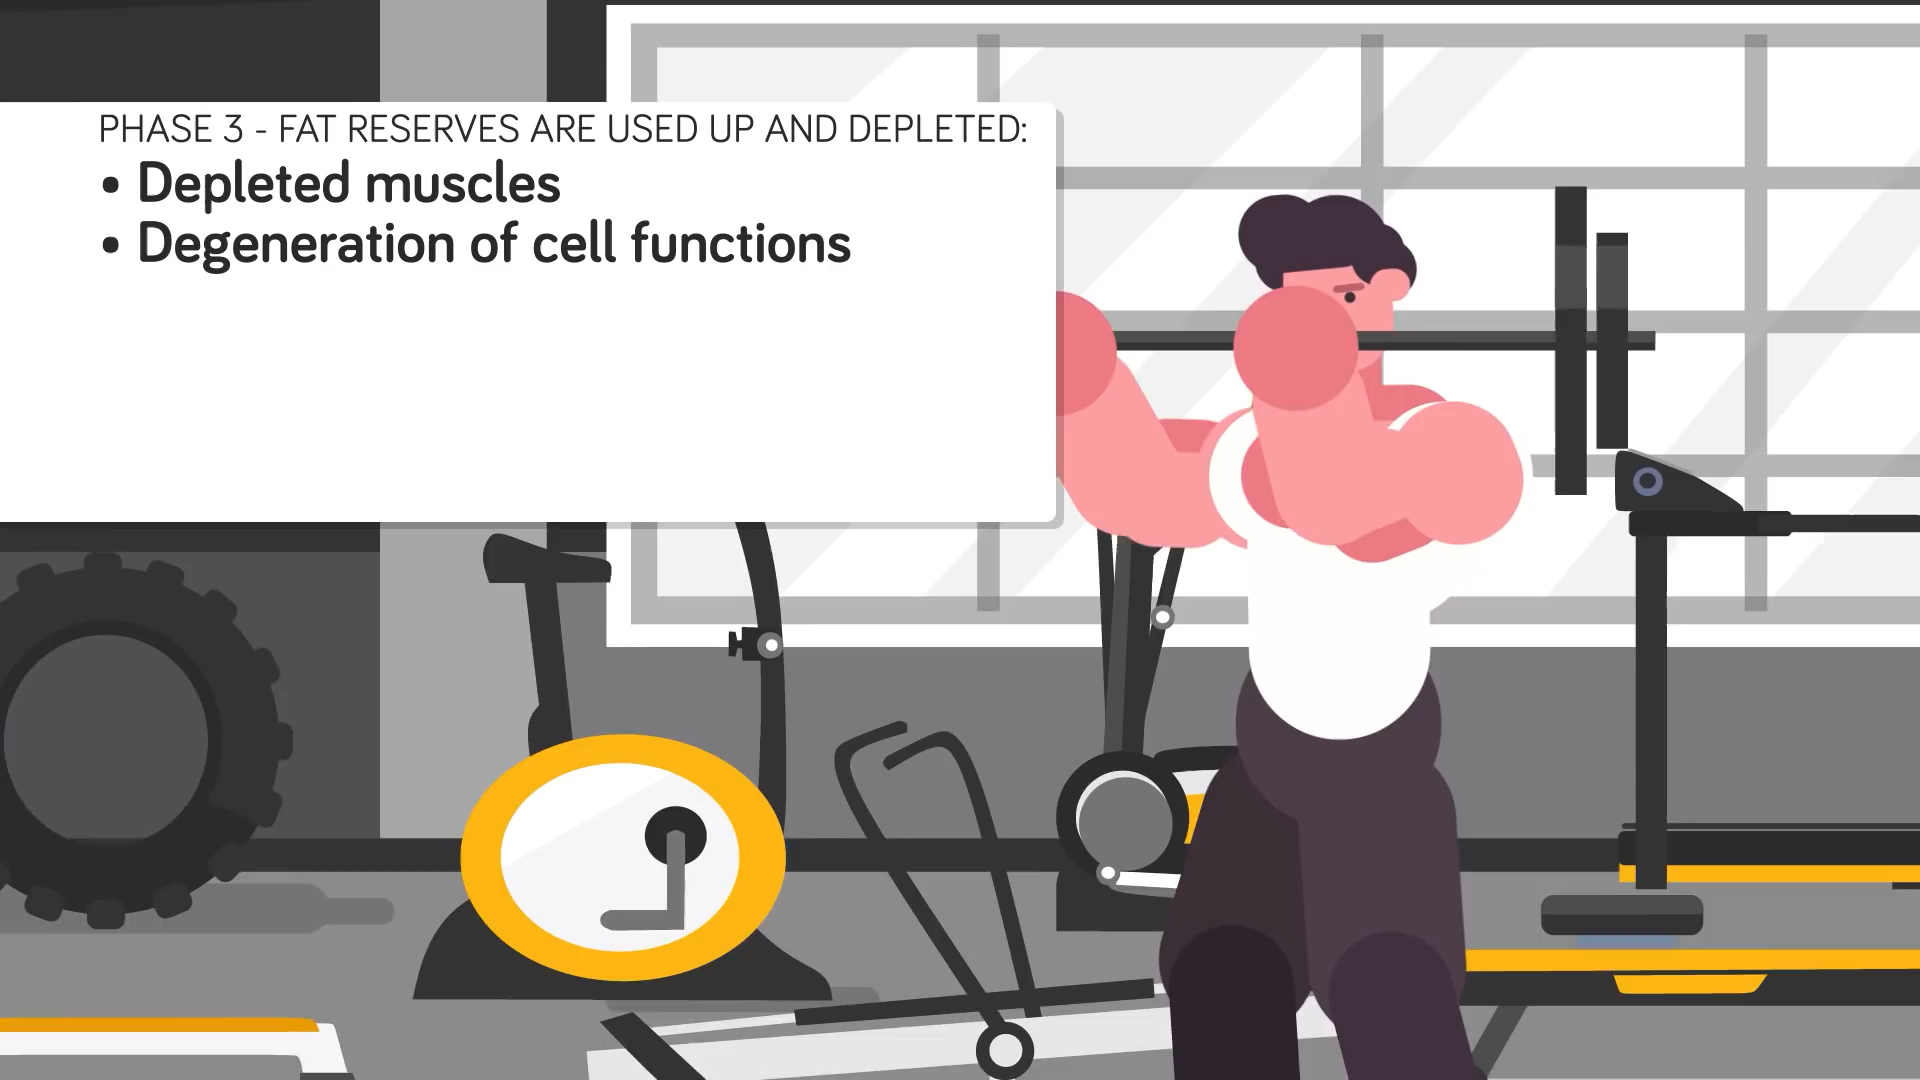 PHASE 3 - FAT RESERVES ARE USED UP AND DEPLETED:
• Depleted muscles
• Degeneration of cell functions